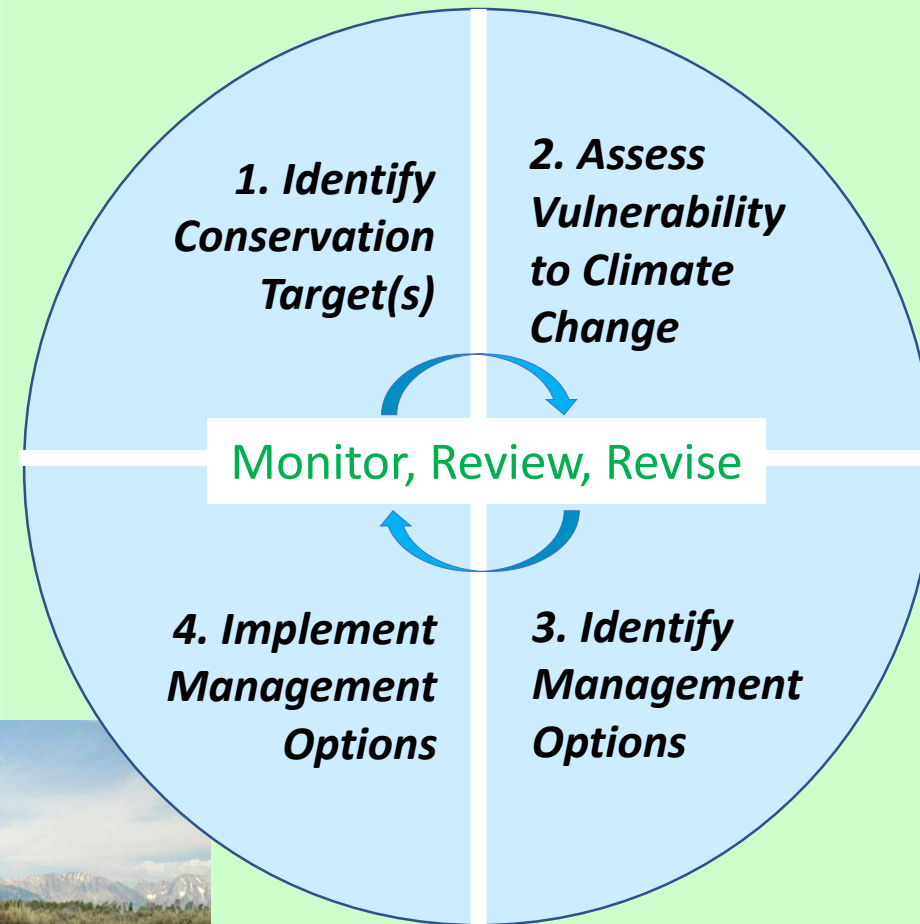 1. Identify
Conservation
Target(s)
2. Assess
Vulnerability
to Climate
Change
Monitor, Review, Revise
4. Implement
Management
Options
3. Identify
Management
Options